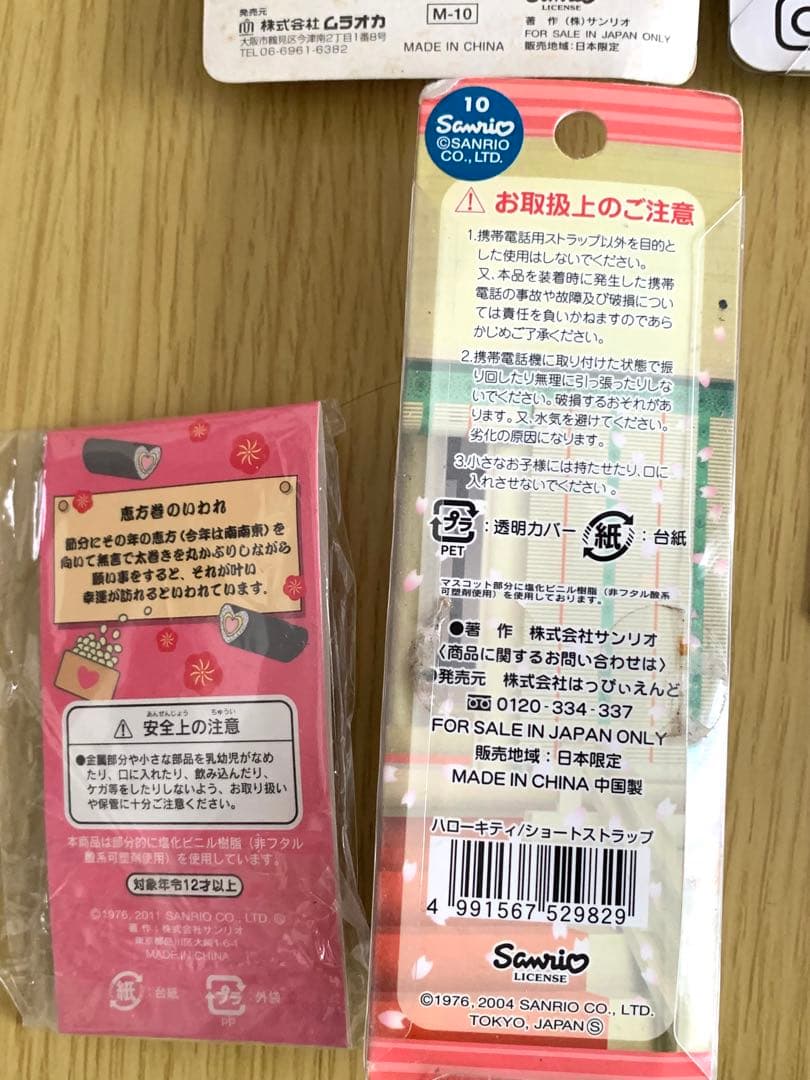 発売元
株式会社ムラオカ
大阪市鶴見区今津南2丁目1番8号
TEL 06-6961-6382
M-10
MADE IN CHINA
LICENSE
著 作 (株)サンリオ
FOR SALE IN JAPAN ONLY
販売地域:日本限定
10
Sanrio
©SANRIO
CO., LTD.
お取扱上のご注意
1.携帯電話用ストラップ以外を目的と
した使用はしないでください。
又、本品を装着時に発生した携帯
電話の事故や故障及び破損につい
ては責任を負いかねますのであら
かじめご了承ください。
2.携帯電話機に取り付けた状態で振
り回したり無理に引っ張ったりしな
いでください。破損するおそれがあ
ります。又、水気を避けてください。
劣化の原因になります。
3.小さなお子様には持たせたり、口に
入れさせないでください。
プラ
PET
:透明カバー
紙
:台紙
マスコット部分に塩化ビニル樹脂(非フタル酸系
可塑剤使用)を使用しております。
●著 作 株式会社サンリオ
〈商品に関するお問い合わせは〉
●発売元 株式会社はっぴぃえんど
0120-334-337
FOR SALE IN JAPAN ONLY
販売地域:日本限定
MADE IN CHINA 中国製
ハローキティ/ショートストラップ
4 991567 529829
Sanrio
LICENSE
©1976, 2004 SANRIO CO., LTD.
TOKYO, JAPAN Ⓢ
恵方巻のいわれ
節分にその年の恵方(今年は南南東)を
向いて無言で太巻きを丸かぶりしながら
願い事をすると、それが叶い
幸運が訪れるといわれています。
あんぜんじょう ちゅうい
安全上の注意
●金属部分や小さな部品を乳幼児がなめ
たり、口に入れたり、飲み込んだり、
ケガ等をしたりしないよう、お取り扱い
や保管に十分ご注意ください。
本商品は部分的に塩化ビニル樹脂(非フタル
酸系可塑剤使用)を使用しています。
対象年令12才以上
©1976, 2011 SANRIO CO., LTD. Ⓢ
著作:株式会社サンリオ
東京都品川区大崎1-6-4
MADE IN CHINA
紙
:台紙
プラ
PP
:外袋